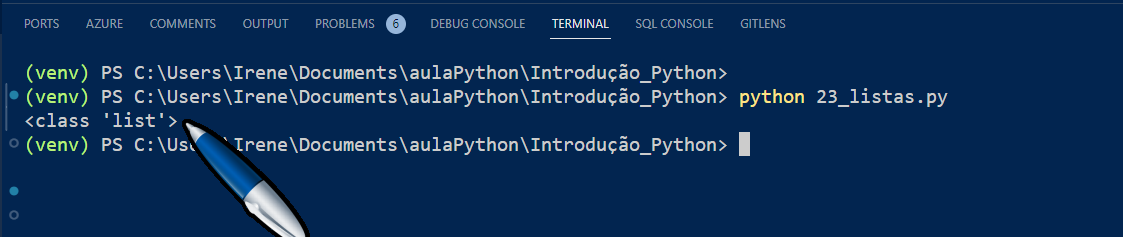 PORTS AZURE COMMENTS OUTPUT PROBLEMS 6 DEBUG CONSOLE TERMINAL SQL CONSOLE GITLENS
(venv) PS C:\Users\Irene\Documents\aulaPython\Introdução_Python>
(venv) PS C:\Users\Irene\Documents\aulaPython\Introdução_Python> python 23_listas.py
<class 'list'>
(venv) PS C:\Users\Irene\Documents\aulaPython\Introdução_Python>